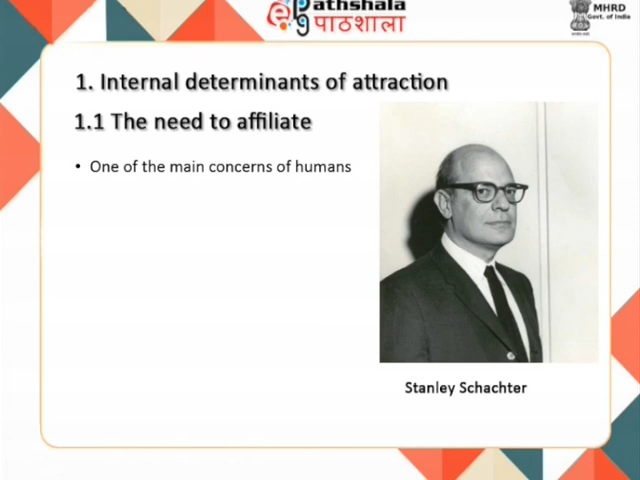 ePG Pathshala
पाठशाला
MHRD
Govt. of India
1. Internal determinants of attraction
1.1 The need to affiliate
• One of the main concerns of humans
Stanley Schachter